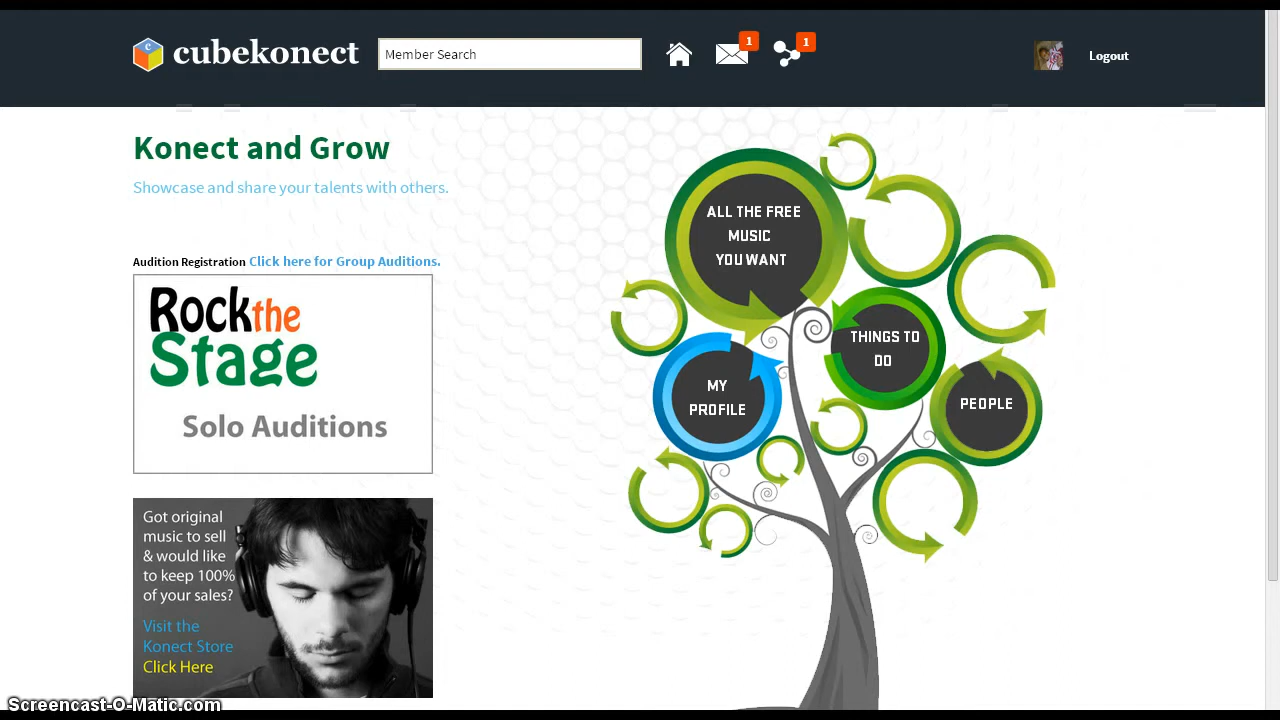 c
cubekonect
Member Search
1
1
Logout
Konect and Grow
Showcase and share your talents with others.
Audition Registration Click here for Group Auditions.
Rock the
Stage
Solo Auditions
Got original
music to sell
& would like
to keep 100%
of your sales?
Visit the
Konect Store
Click Here
ALL THE FREE
MUSIC
YOU WANT
THINGS TO
DO
MY
PROFILE
PEOPLE
Screencast-O-Matic.com